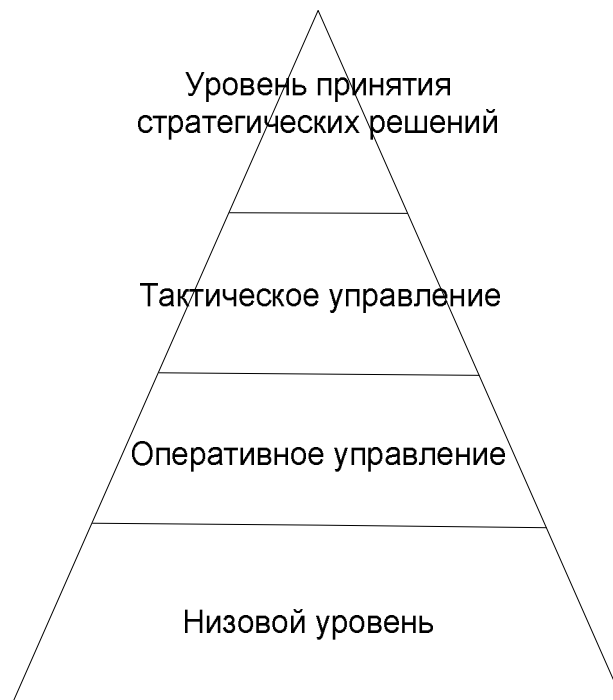 Уровень принятия
стратегических решений
Тактическое управление
Оперативное управление
Низовой уровень